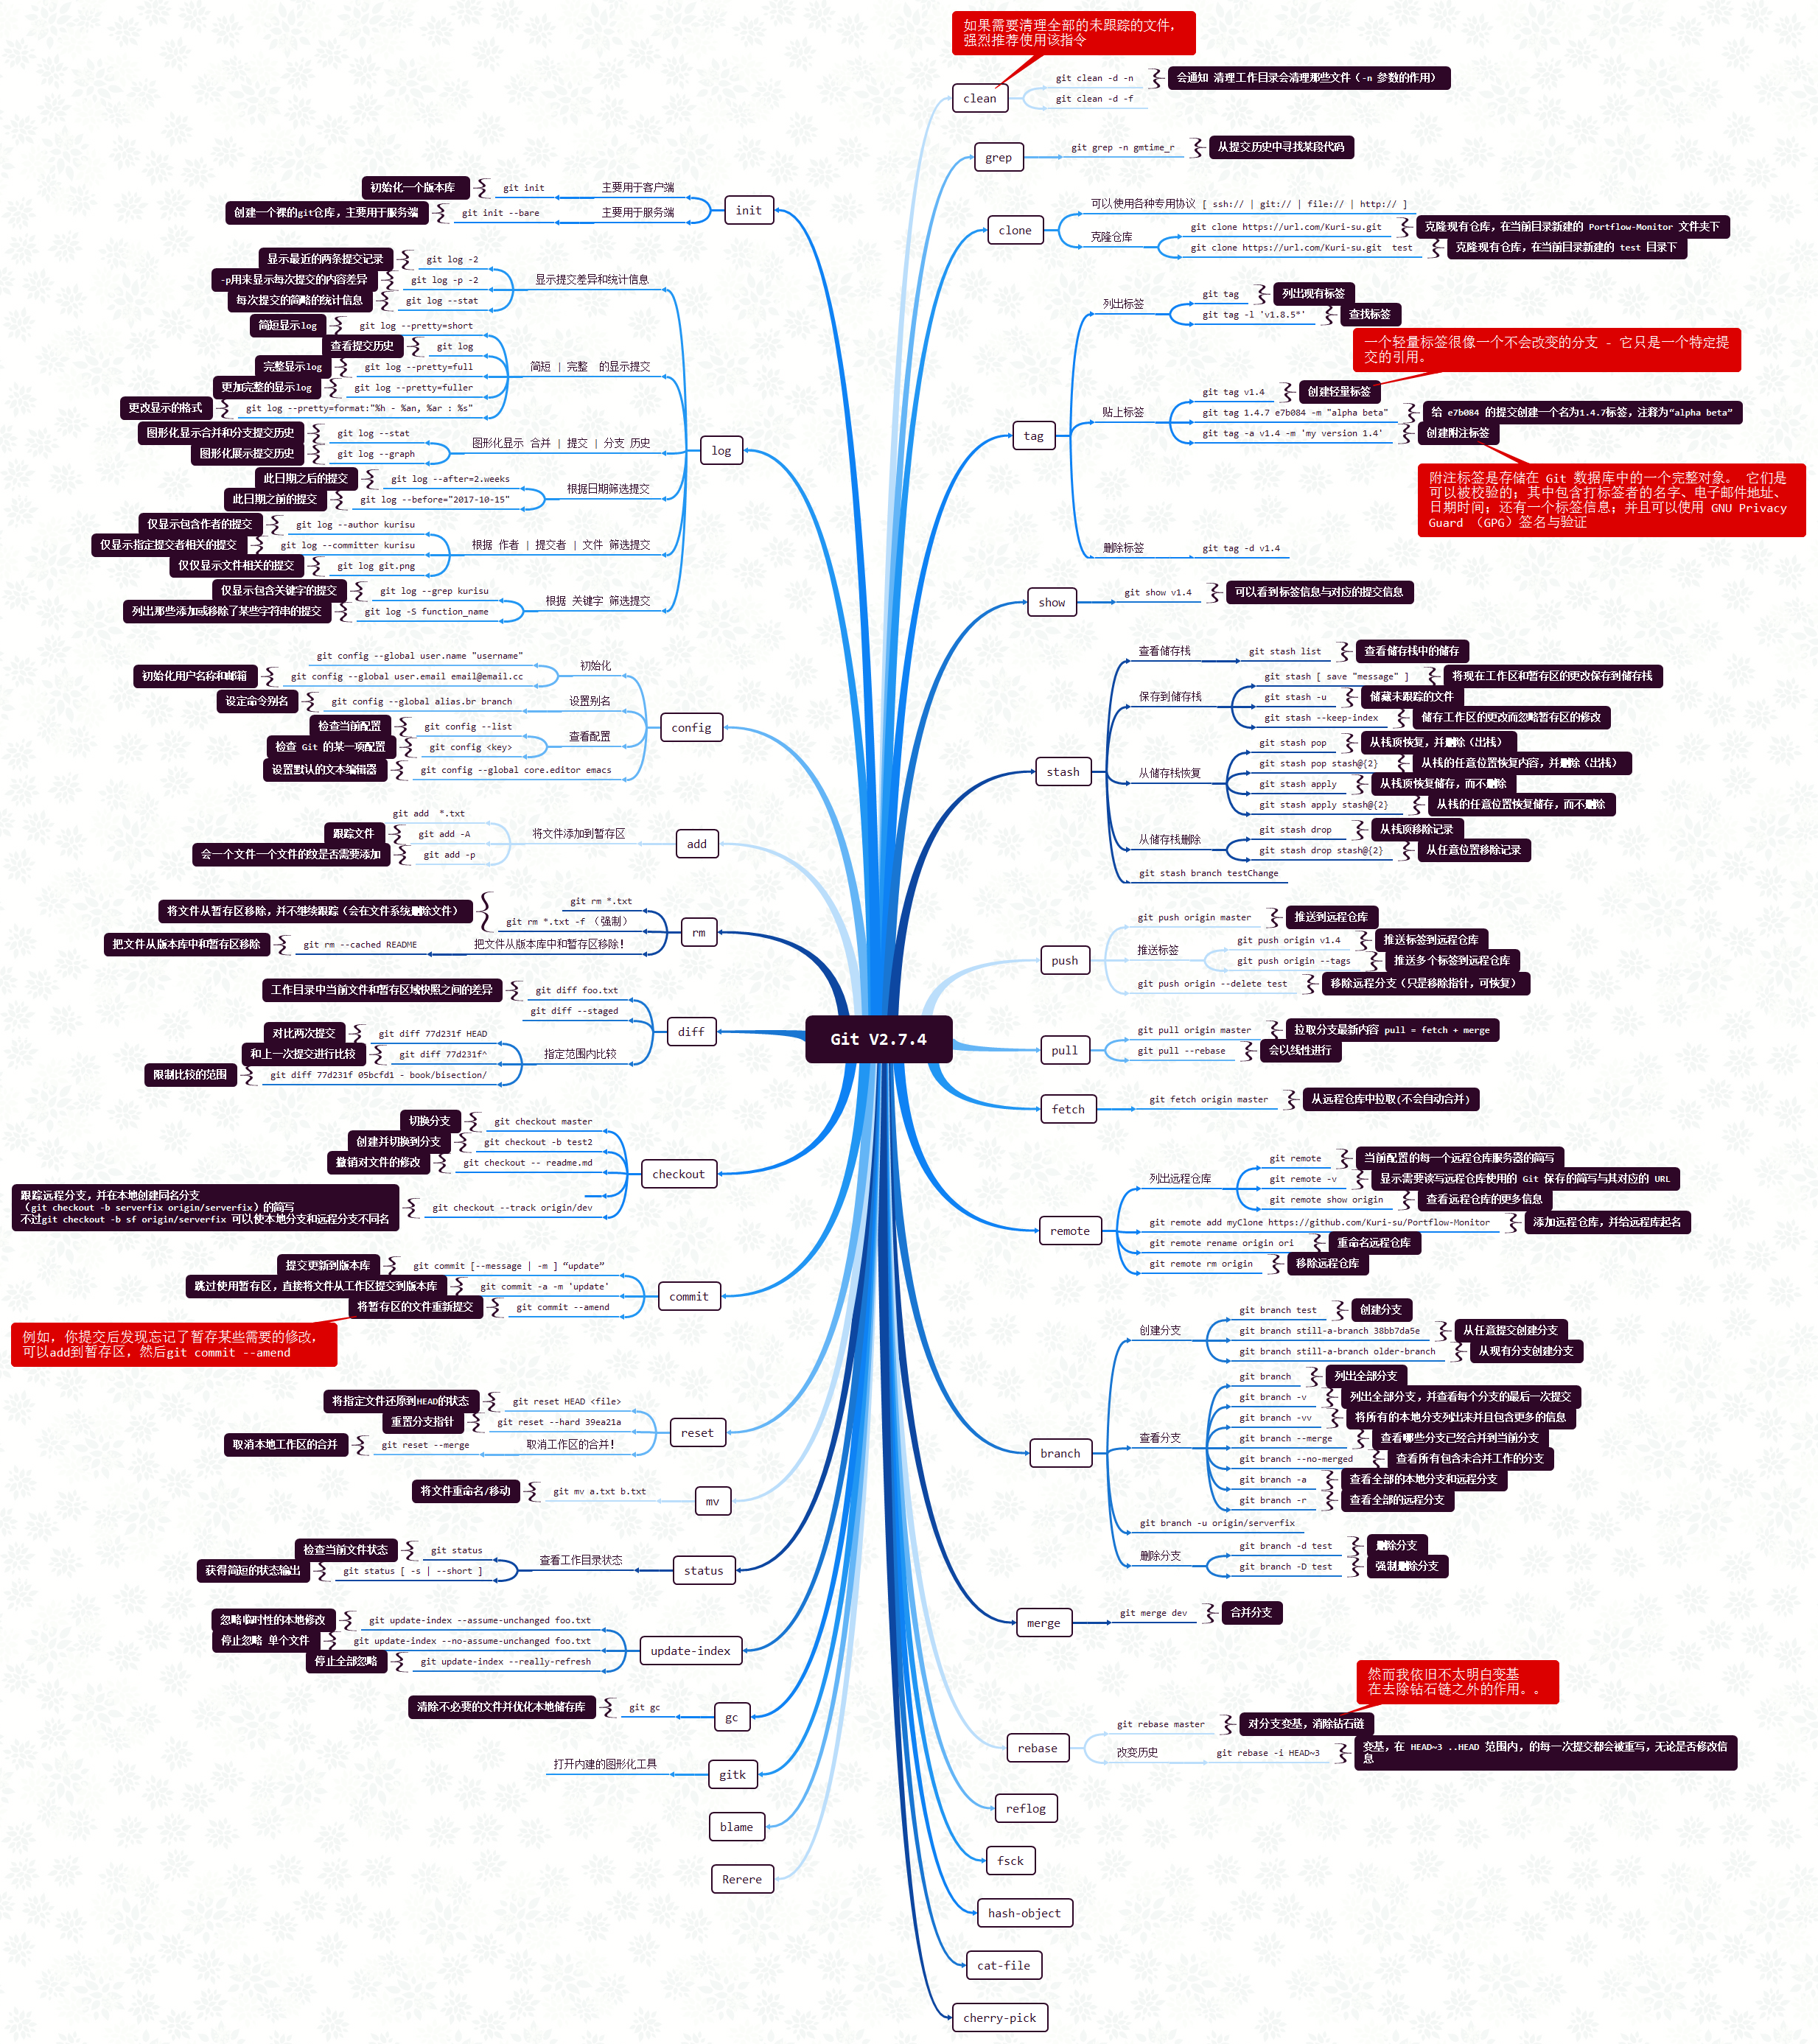 Git V2.7.4
init
主要用于客户端
git init
初始化一个版本库
主要用于服务端
git init --bare
创建一个裸的git仓库，主要用于服务端
log
显示提交差异和统计信息
git log -2
显示最近的两条提交记录
git log -p -2
-p用来显示每次提交的内容差异
git log --stat
每次提交的简略的统计信息
简短 | 完整  的显示提交
git log --pretty=short
简短显示log
git log
查看提交历史
git log --pretty=full
完整显示log
git log --pretty=fuller
更加完整的显示log
git log --pretty=format:"%h - %an, %ar : %s"
更改显示的格式
图形化显示 合并 | 提交 | 分支 历史
git log --stat
图形化显示合并和分支提交历史
git log --graph
图形化展示提交历史
根据日期筛选提交
git log --after=2.weeks
此日期之后的提交
git log --before="2017-10-15"
此日期之前的提交
根据 作者 | 提交者 | 文件 筛选提交
git log --author kurisu
仅显示包含作者的提交
git log --committer kurisu
仅显示指定提交者相关的提交
git log git.png
仅仅显示文件相关的提交
根据 关键字 筛选提交
git log --grep kurisu
仅显示包含关键字的提交
git log -S function_name
列出那些添加或移除了某些字符串的提交
config
初始化
git config --global user.name "username"
git config --global user.email email@email.cc
初始化用户名称和邮箱
设置别名
git config --global alias.br branch
设定命令别名
查看配置
git config --list
检查当前配置
git config <key>
检查 Git 的某一项配置
git config --global core.editor emacs
设置默认的文本编辑器
add
将文件添加到暂存区
git add  *.txt
git add -A
跟踪文件
git add -p
会一个文件一个文件的纹是否需要添加
rm
git rm *.txt
git rm *.txt -f （强制）
将文件从暂存区移除，并不继续跟踪（会在文件系统删除文件）
把文件从版本库中和暂存区移除！
git rm --cached README
把文件从版本库中和暂存区移除
diff
git diff foo.txt
工作目录中当前文件和暂存区域快照之间的差异
git diff --staged
指定范围内比较
git diff 77d231f HEAD
对比两次提交
git diff 77d231f^
和上一次提交进行比较
git diff 77d231f 05bcfd1 - book/bisection/
限制比较的范围
checkout
git checkout master
切换分支
git checkout -b test2
创建并切换到分支
git checkout -- readme.md
撤销对文件的修改
git checkout --track origin/dev
跟踪远程分支，并在本地创建同名分支
（git checkout -b serverfix origin/serverfix）的简写
不过git checkout -b sf origin/serverfix 可以使本地分支和远程分支不同名
commit
git commit [--message | -m ] “update”
提交更新到版本库
git commit -a -m 'update'
跳过使用暂存区，直接将文件从工作区提交到版本库
git commit --amend
将暂存区的文件重新提交
例如，你提交后发现忘记了暂存某些需要的修改，
可以add到暂存区，然后git commit --amend
reset
git reset HEAD <file>
将指定文件还原到HEAD的状态
git reset --hard 39ea21a
重置分支指针
取消工作区的合并！
git reset --merge
取消本地工作区的合并
mv
git mv a.txt b.txt
将文件重命名/移动
status
查看工作目录状态
git status
检查当前文件状态
git status [ -s | --short ]
获得简短的状态输出
update-index
git update-index --assume-unchanged foo.txt
忽略临时性的本地修改
git update-index --no-assume-unchanged foo.txt
停止忽略 单个文件
git update-index --really-refresh
停止全部忽略
gc
git gc
清除不必要的文件并优化本地储存库
gitk
打开内建的图形化工具
blame
Rerere
如果需要清理全部的未跟踪的文件，
强烈推荐使用该指令
clean
git clean -d -n
会通知 清理工作目录会清理那些文件（-n 参数的作用）
git clean -d -f
grep
git grep -n gmtime_r
从提交历史中寻找某段代码
clone
可以使用各种专用协议 [ ssh:// | git:// | file:// | http:// ]
克隆仓库
git clone https://url.com/Kuri-su.git
克隆现有仓库，在当前目录新建的 Portflow-Monitor 文件夹下
git clone https://url.com/Kuri-su.git  test
克隆现有仓库，在当前目录新建的 test 目录下
tag
列出标签
git tag
列出现有标签
git tag -l 'v1.8.5*'
查找标签
一个轻量标签很像一个不会改变的分支 - 它只是一个特定提
交的引用。
贴上标签
git tag v1.4
创建轻量标签
git tag 1.4.7 e7b084 -m "alpha beta"
给 e7b084 的提交创建一个名为1.4.7标签，注释为“alpha beta”
git tag -a v1.4 -m 'my version 1.4'
创建附注标签
附注标签是存储在 Git 数据库中的一个完整对象。 它们是
可以被校验的；其中包含打标签者的名字、电子邮件地址、
日期时间；还有一个标签信息；并且可以使用 GNU Privacy
Guard （GPG）签名与验证
删除标签
git tag -d v1.4
show
git show v1.4
可以看到标签信息与对应的提交信息
stash
查看储存栈
git stash list
查看储存栈中的储存
保存到储存栈
git stash [ save "message" ]
将现在工作区和暂存区的更改保存到储存栈
git stash -u
储藏未跟踪的文件
git stash --keep-index
储存工作区的更改而忽略暂存区的修改
从储存栈恢复
git stash pop
从栈顶恢复，并删除（出栈）
git stash pop stash@{2}
从栈的任意位置恢复内容，并删除（出栈）
git stash apply
从栈顶恢复储存，而不删除
git stash apply stash@{2}
从栈的任意位置恢复储存，而不删除
从储存栈删除
git stash drop
从栈顶移除记录
git stash drop stash@{2}
从任意位置移除记录
git stash branch testChange
push
git push origin master
推送到远程仓库
推送标签
git push origin v1.4
推送标签到远程仓库
git push origin --tags
推送多个标签到远程仓库
git push origin --delete test
移除远程分支（只是移除指针，可恢复）
pull
git pull origin master
拉取分支最新内容 pull = fetch + merge
git pull --rebase
会以线性进行
fetch
git fetch origin master
从远程仓库中拉取(不会自动合并)
remote
列出远程仓库
git remote
当前配置的每一个远程仓库服务器的简写
git remote -v
显示需要读写远程仓库使用的 Git 保存的简写与其对应的 URL
git remote show origin
查看远程仓库的更多信息
git remote add myClone https://github.com/Kuri-su/Portflow-Monitor
添加远程仓库，并给远程库起名
git remote rename origin ori
重命名远程仓库
git remote rm origin
移除远程仓库
branch
创建分支
git branch test
创建分支
git branch still-a-branch 38bb7da5e
从任意提交创建分支
git branch still-a-branch older-branch
从现有分支创建分支
查看分支
git branch
列出全部分支
git branch -v
列出全部分支，并查看每个分支的最后一次提交
git branch -vv
将所有的本地分支列出来并且包含更多的信息
git branch --merge
查看哪些分支已经合并到当前分支
git branch --no-merged
查看所有包含未合并工作的分支
git branch -a
查看全部的本地分支和远程分支
git branch -r
查看全部的远程分支
git branch -u origin/serverfix
删除分支
git branch -d test
删除分支
git branch -D test
强制删除分支
merge
git merge dev
合并分支
然而我依旧不太明白变基
在去除钻石链之外的作用。。
rebase
git rebase master
对分支变基，消除钻石链
改变历史
git rebase -i HEAD~3
变基，在 HEAD~3 ..HEAD 范围内，的每一次提交都会被重写，无论是否修改信
息
reflog
fsck
hash-object
cat-file
cherry-pick